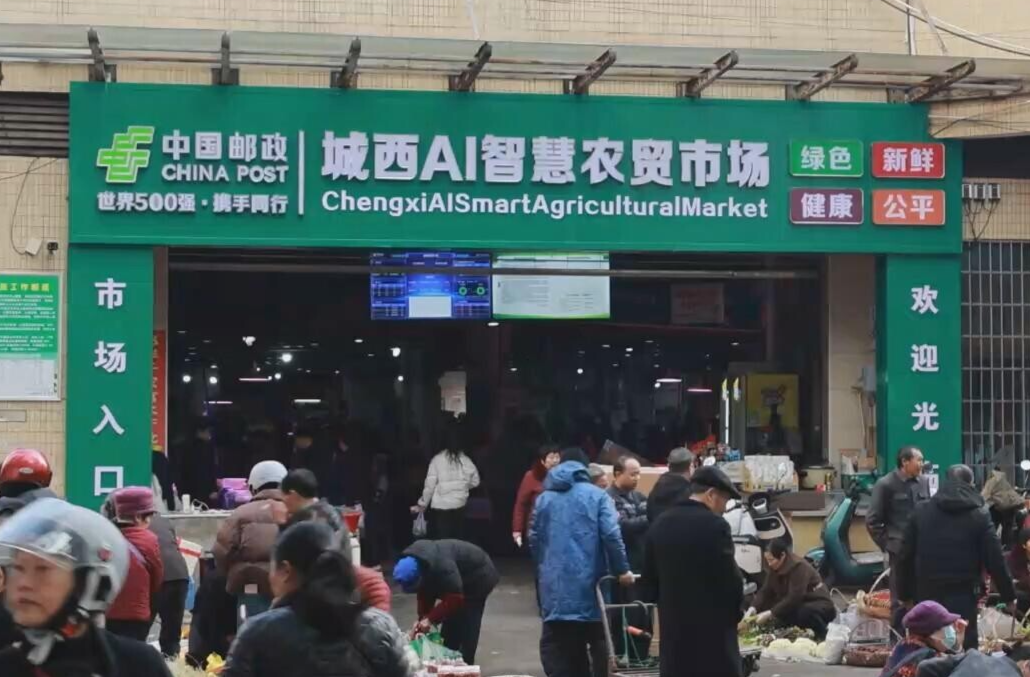 中国邮政
CHINA POST
世界500强·携手同行
城西AI智慧农贸市场
ChengxiAISmartAgriculturalMarket
绿色
新鲜
健康
公平
市场入口
欢迎光